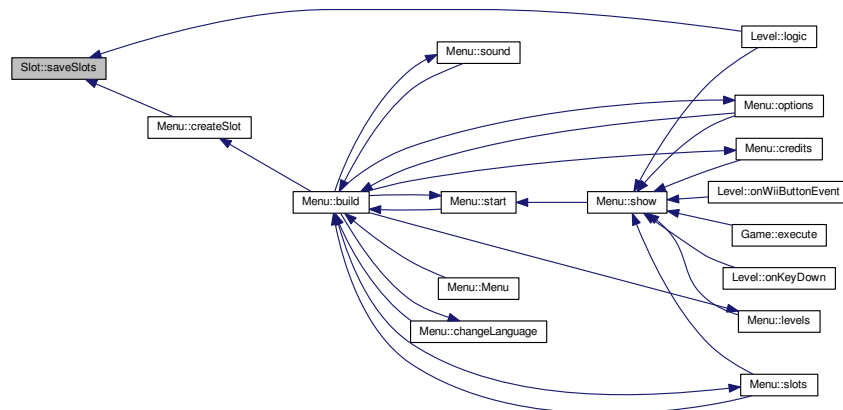 Level::logic
Menu::sound
Slot::saveSlots
Menu::options
Menu::createSlot
Menu::credits
Level::onWiiButtonEvent
Menu::build
Menu::start
Menu::show
Game::execute
Level::onKeyDown
Menu::Menu
Menu::levels
Menu::changeLanguage
Menu::slots